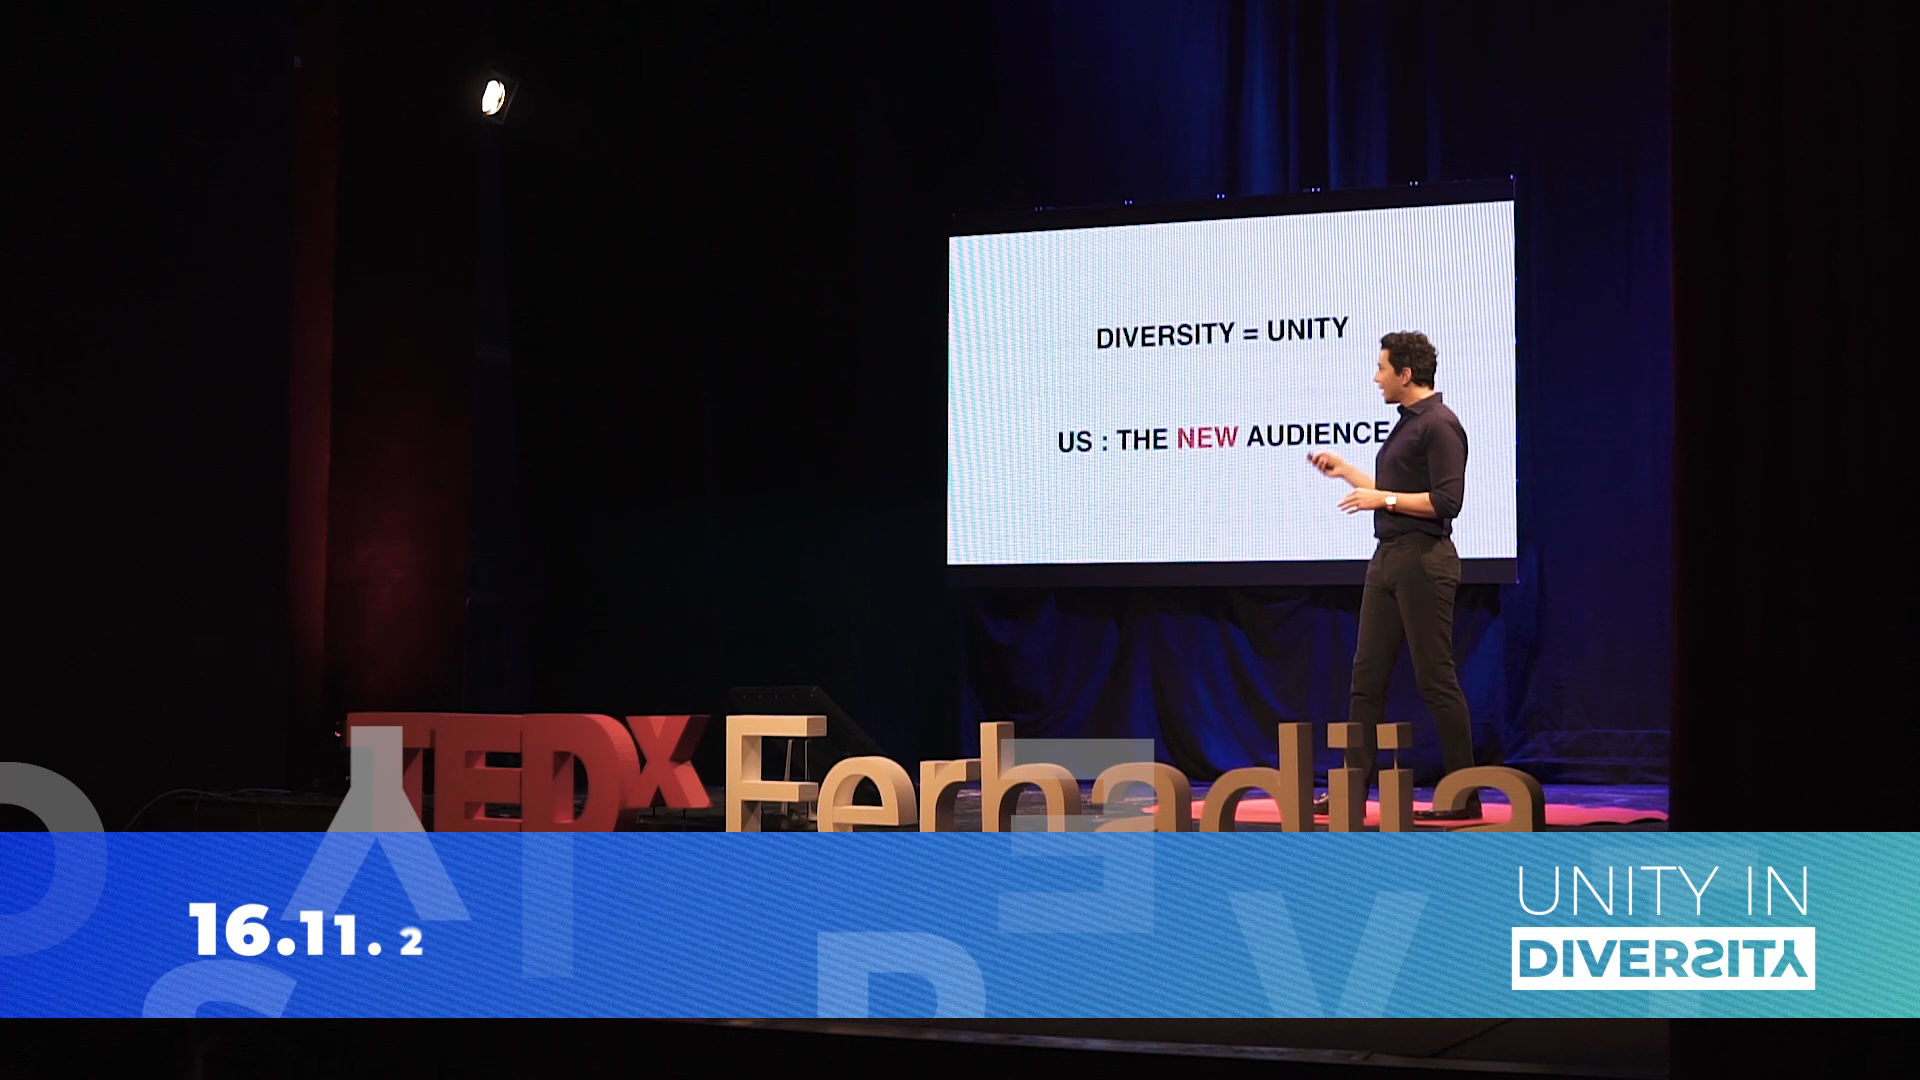 DIVERSITY = UNITY
US : THE NEW AUDIENCE
TEDx Ferhadija
16.11. 2
UNITY IN
DIVERSITY